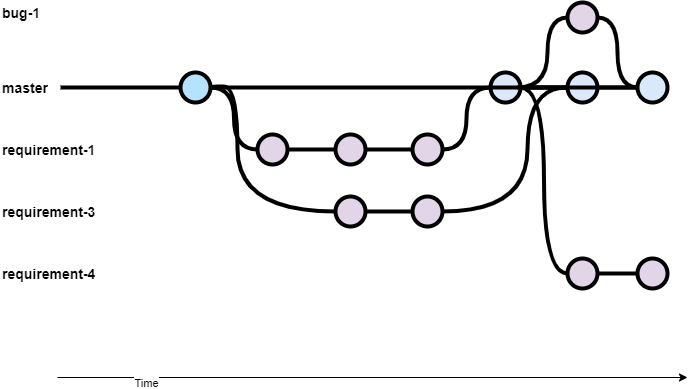 bug-1
master
requirement-1
requirement-3
requirement-4
Time